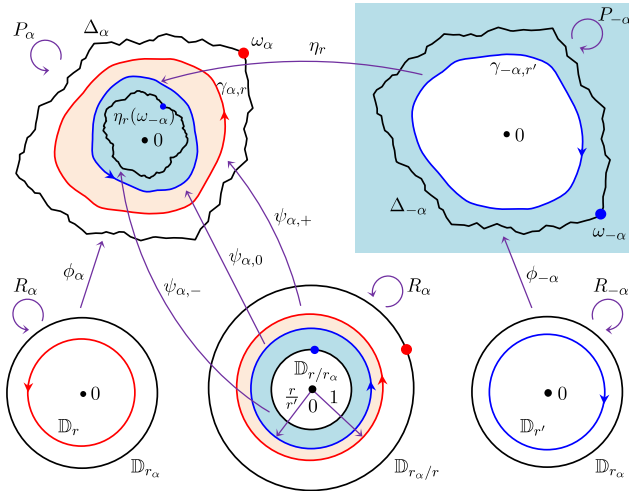 P_α
Δ_α
ω_α
η_r
P_{-α}
γ_{α,r}
γ_{-α,r'}
η_r(ω_{-α})
0
0
Δ_{-α}
ω_{-α}
ψ_{α,+}
ψ_{α,0}
ψ_{α,-}
ϕ_α
ϕ_{-α}
R_α
R_α
R_{-α}
𝔻_{r/r_α}
0
r/r'
0
1
0
𝔻_r
𝔻_{r'}
𝔻_{r_α}
𝔻_{r_α/r}
𝔻_{r_α}